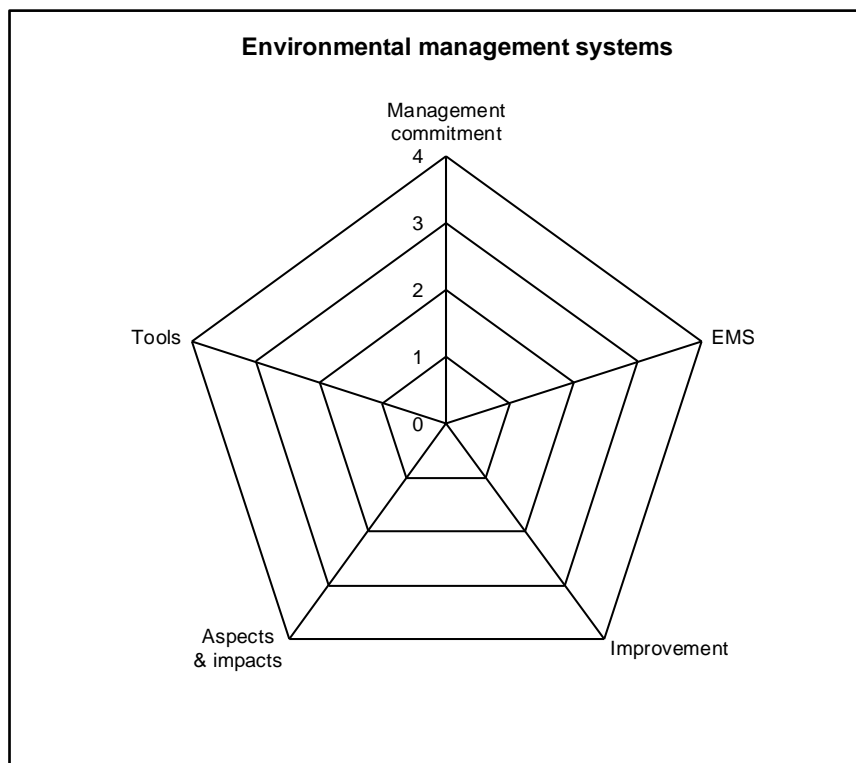 Environmental management systems
Management
commitment
4
3
2
1
0
Tools
EMS
Aspects
& impacts
Improvement